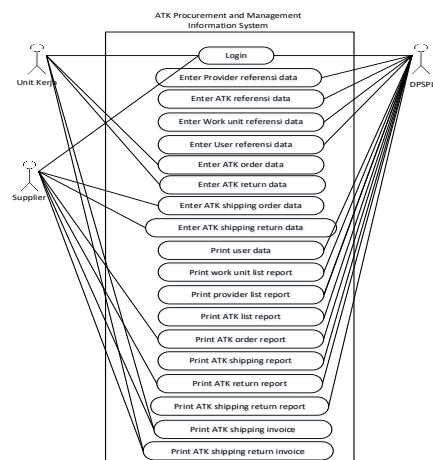 ATK Procurement and Management
Information System
Login
Enter Provider referensi data
Unit Kerja
DPSPE
Enter ATK referensi data
Enter Work unit referensi data
Enter User referensi data
Enter ATK order data
Enter ATK return data
Supplier
Enter ATK shipping order data
Enter ATK shipping return data
Print user data
Print work unit list report
Print provider list report
Print ATK list report
Print ATK order report
Print ATK shipping report
Print ATK return report
Print ATK shipping return report
Print ATK shipping invoice
Print ATK shipping return invoice